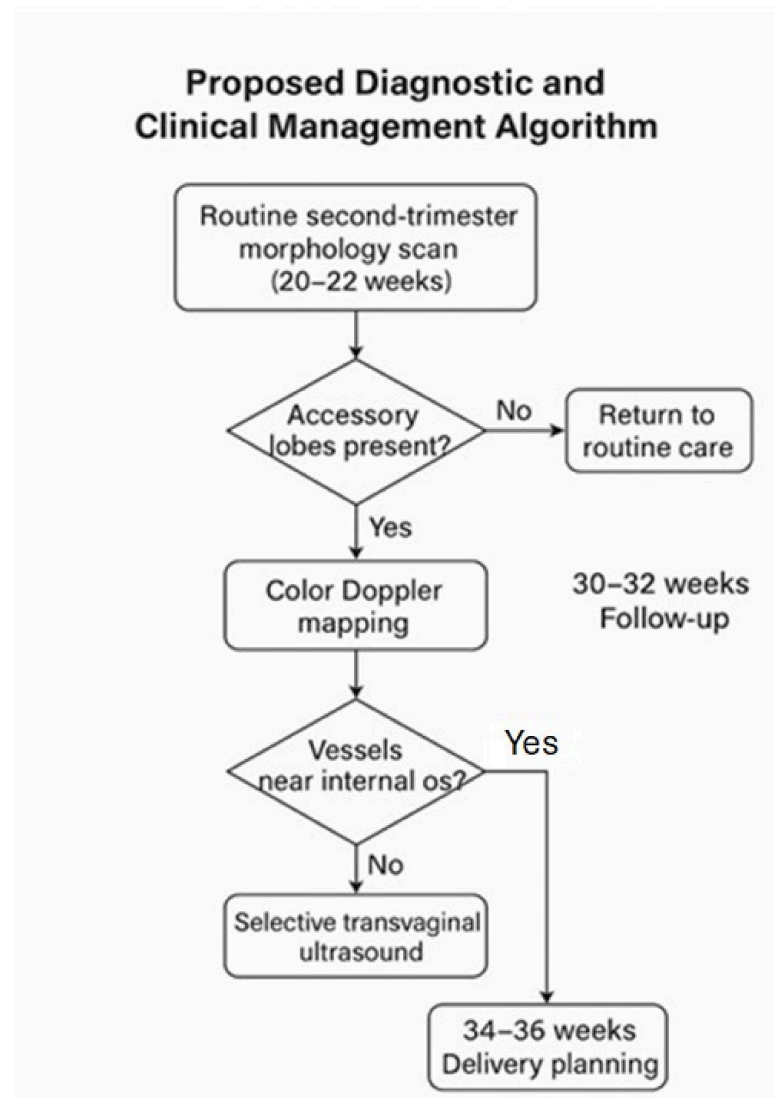 Proposed Diagnostic and
Clinical Management Algorithm
Routine second-trimester
morphology scan
(20–22 weeks)
Accessory
lobes present?
No
Return to
routine care
Yes
Color Doppler
mapping
30–32 weeks
Follow-up
Vessels
near internal os?
Yes
No
Selective transvaginal
ultrasound
34–36 weeks
Delivery planning